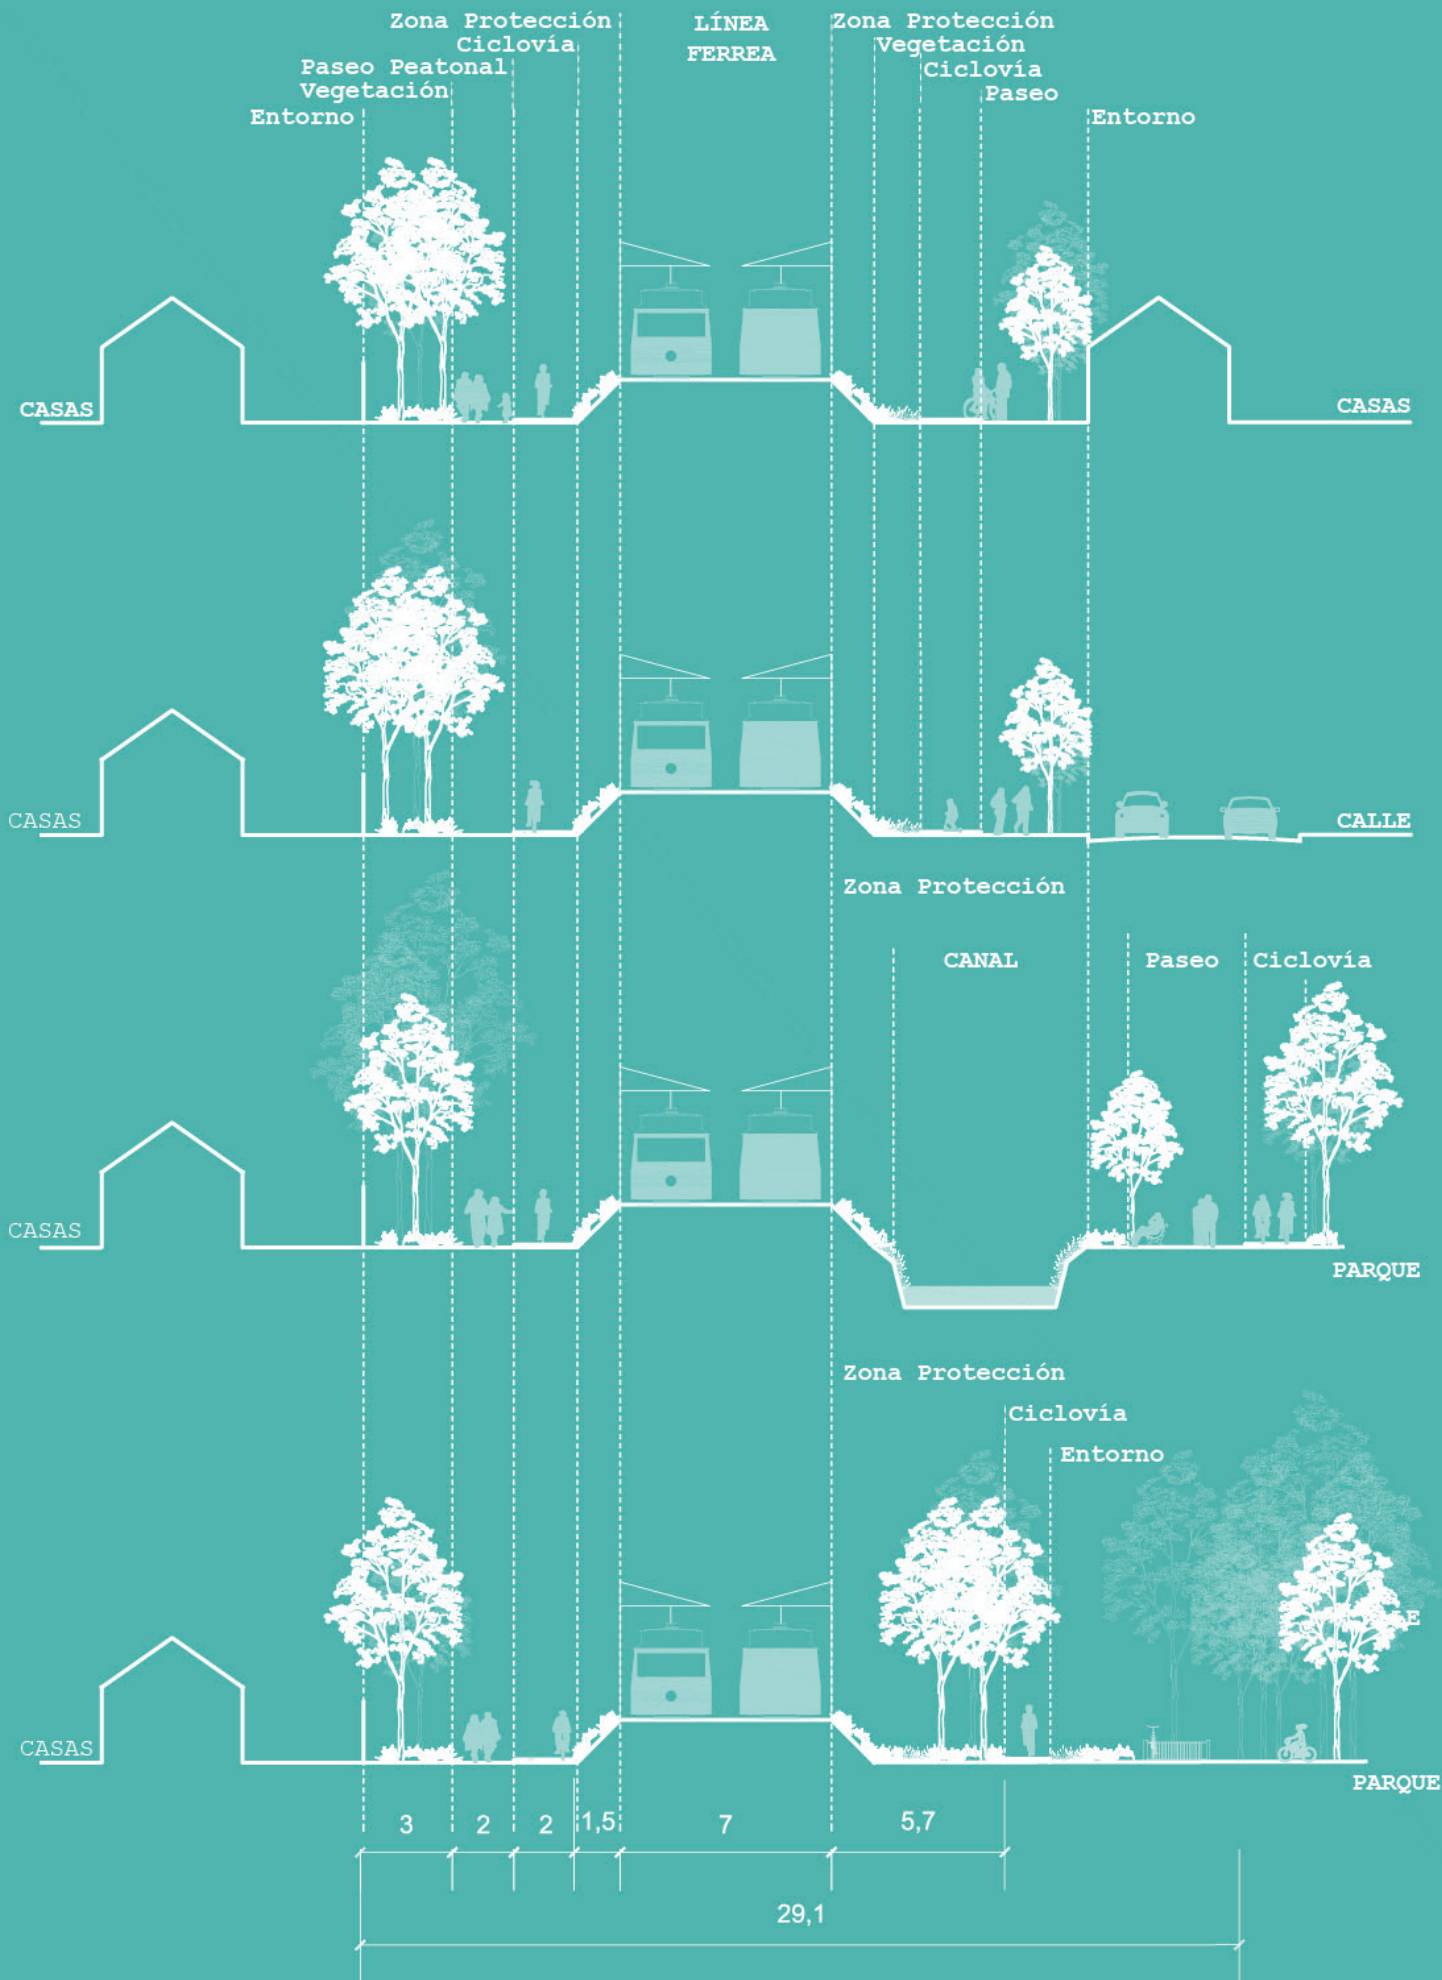 Zona Protección
LÍNEA
FERREA
Zona Protección
Ciclovía
Vegetación
Paseo Peatonal
Ciclovía
Vegetación
Paseo
Entorno
Entorno
CASAS
CASAS
CASAS
CALLE
Zona Protección
CANAL
Paseo
Ciclovía
CASAS
PARQUE
Zona Protección
Ciclovía
Entorno
CASAS
PARQUE
3
2
2
1,5
7
5,7
29,1